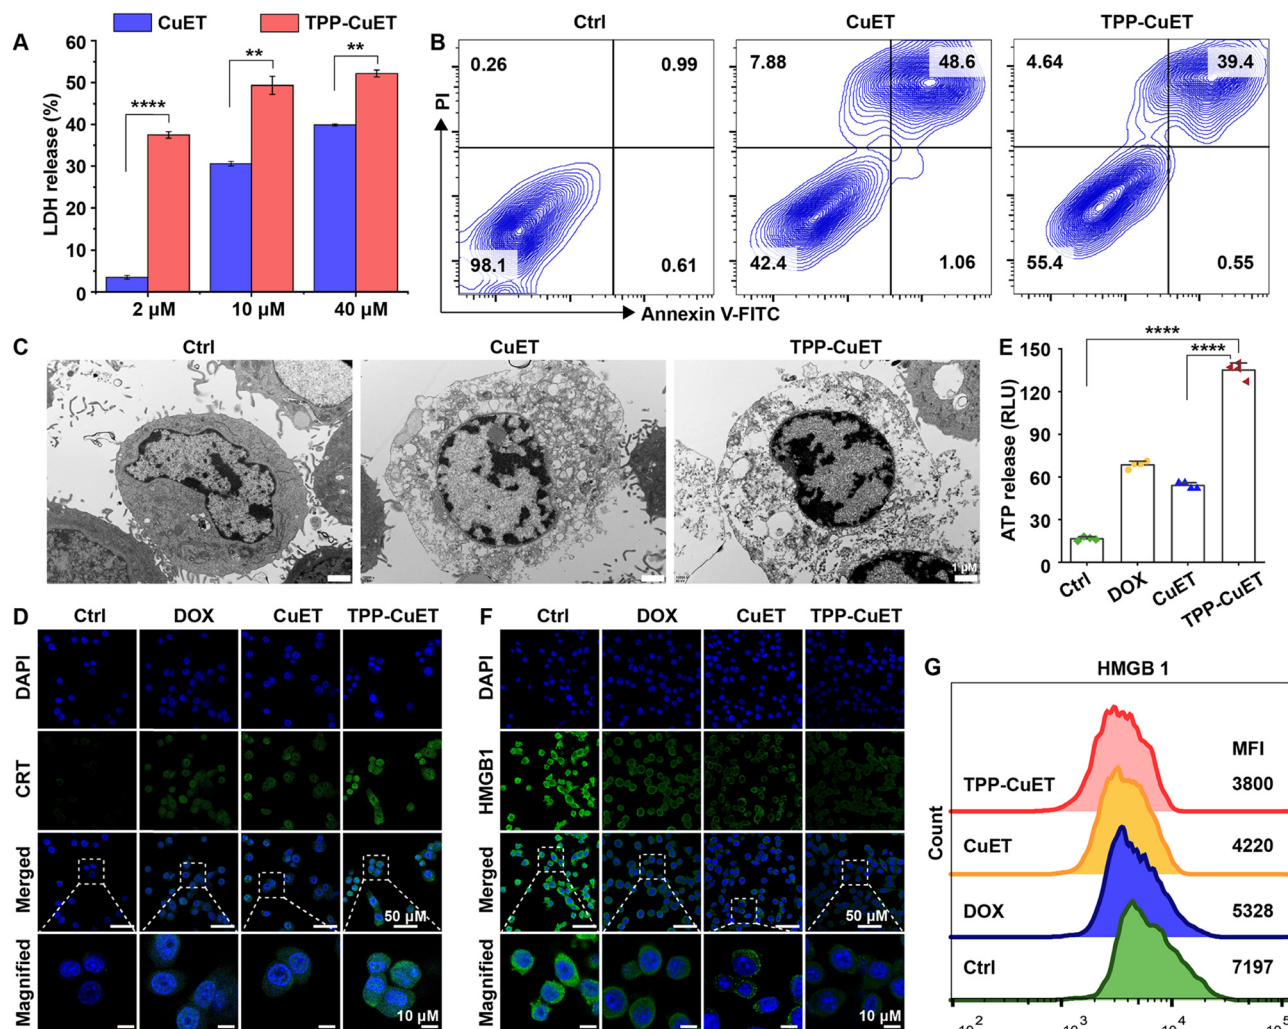 A
CuET
TPP-CuET
LDH release (%)
60
50
40
30
20
10
0
****
**
**
2 μM
10 μM
40 μM
B
Ctrl
CuET
TPP-CuET
PI
0.26
0.99
98.1
0.61
7.88
48.6
42.4
1.06
4.64
39.4
55.4
0.55
Annexin V-FITC
C
Ctrl
CuET
TPP-CuET
1 μM
E
****
****
ATP release (RLU)
150
120
90
60
30
0
Ctrl
DOX
CuET
TPP-CuET
D
Ctrl
DOX
CuET
TPP-CuET
DAPI
CRT
Merged
50 μM
Magnified
10 μM
F
Ctrl
DOX
CuET
TPP-CuET
DAPI
HMGB1
Merged
50 μM
Magnified
10 μM
G
HMGB 1
MFI
TPP-CuET
3800
CuET
4220
DOX
5328
Ctrl
7197
Count
10²
10³
10⁴